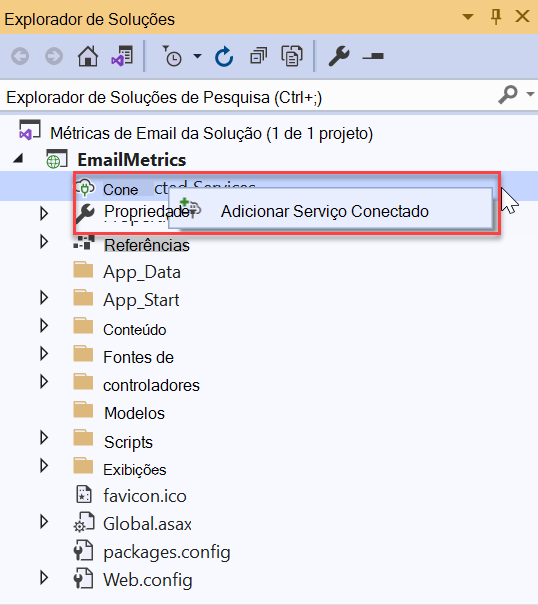 Explorador de Soluções
Explorador de Soluções de Pesquisa (Ctrl+;)
Métricas de Email da Solução (1 de 1 projeto)
EmailMetrics
Cone cted Services
Propriedade Adicionar Serviço Conectado
Referências
App_Data
App_Start
Conteúdo
Fontes de
controladores
Modelos
Scripts
Exibições
favicon.ico
Global.asax
packages.config
Web.config